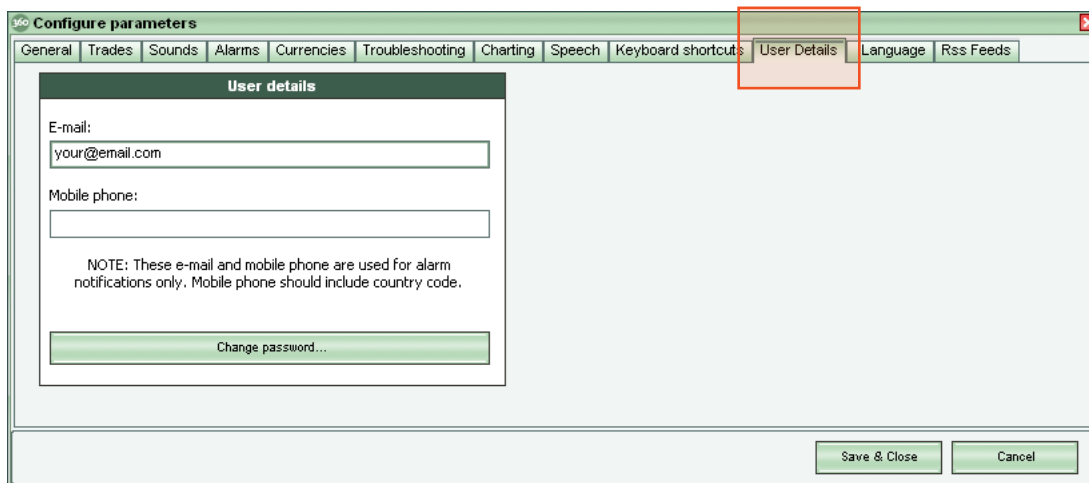 360 Configure parameters
General Trades Sounds Alarms Currencies Troubleshooting Charting Speech Keyboard shortcuts User Details Language Rss Feeds
User details
E-mail:
your@email.com
Mobile phone:
NOTE: These e-mail and mobile phone are used for alarm
notifications only. Mobile phone should include country code.
Change password...
Save & Close Cancel